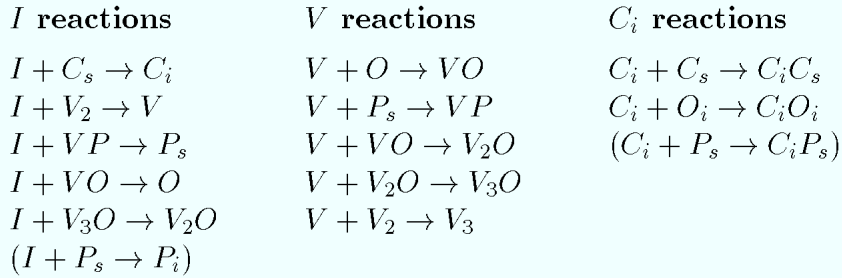 I reactions V reactions C_i reactions
I + C_s → C_i V + O → VO C_i + C_s → C_iC_s
I + V_2 → V V + P_s → VP C_i + O_i → C_iO_i
I + VP → P_s V + VO → V_2O (C_i + P_s → C_iP_s)
I + VO → O V + V_2O → V_3O
I + V_3O → V_2O V + V_2 → V_3
(I + P_s → P_i)